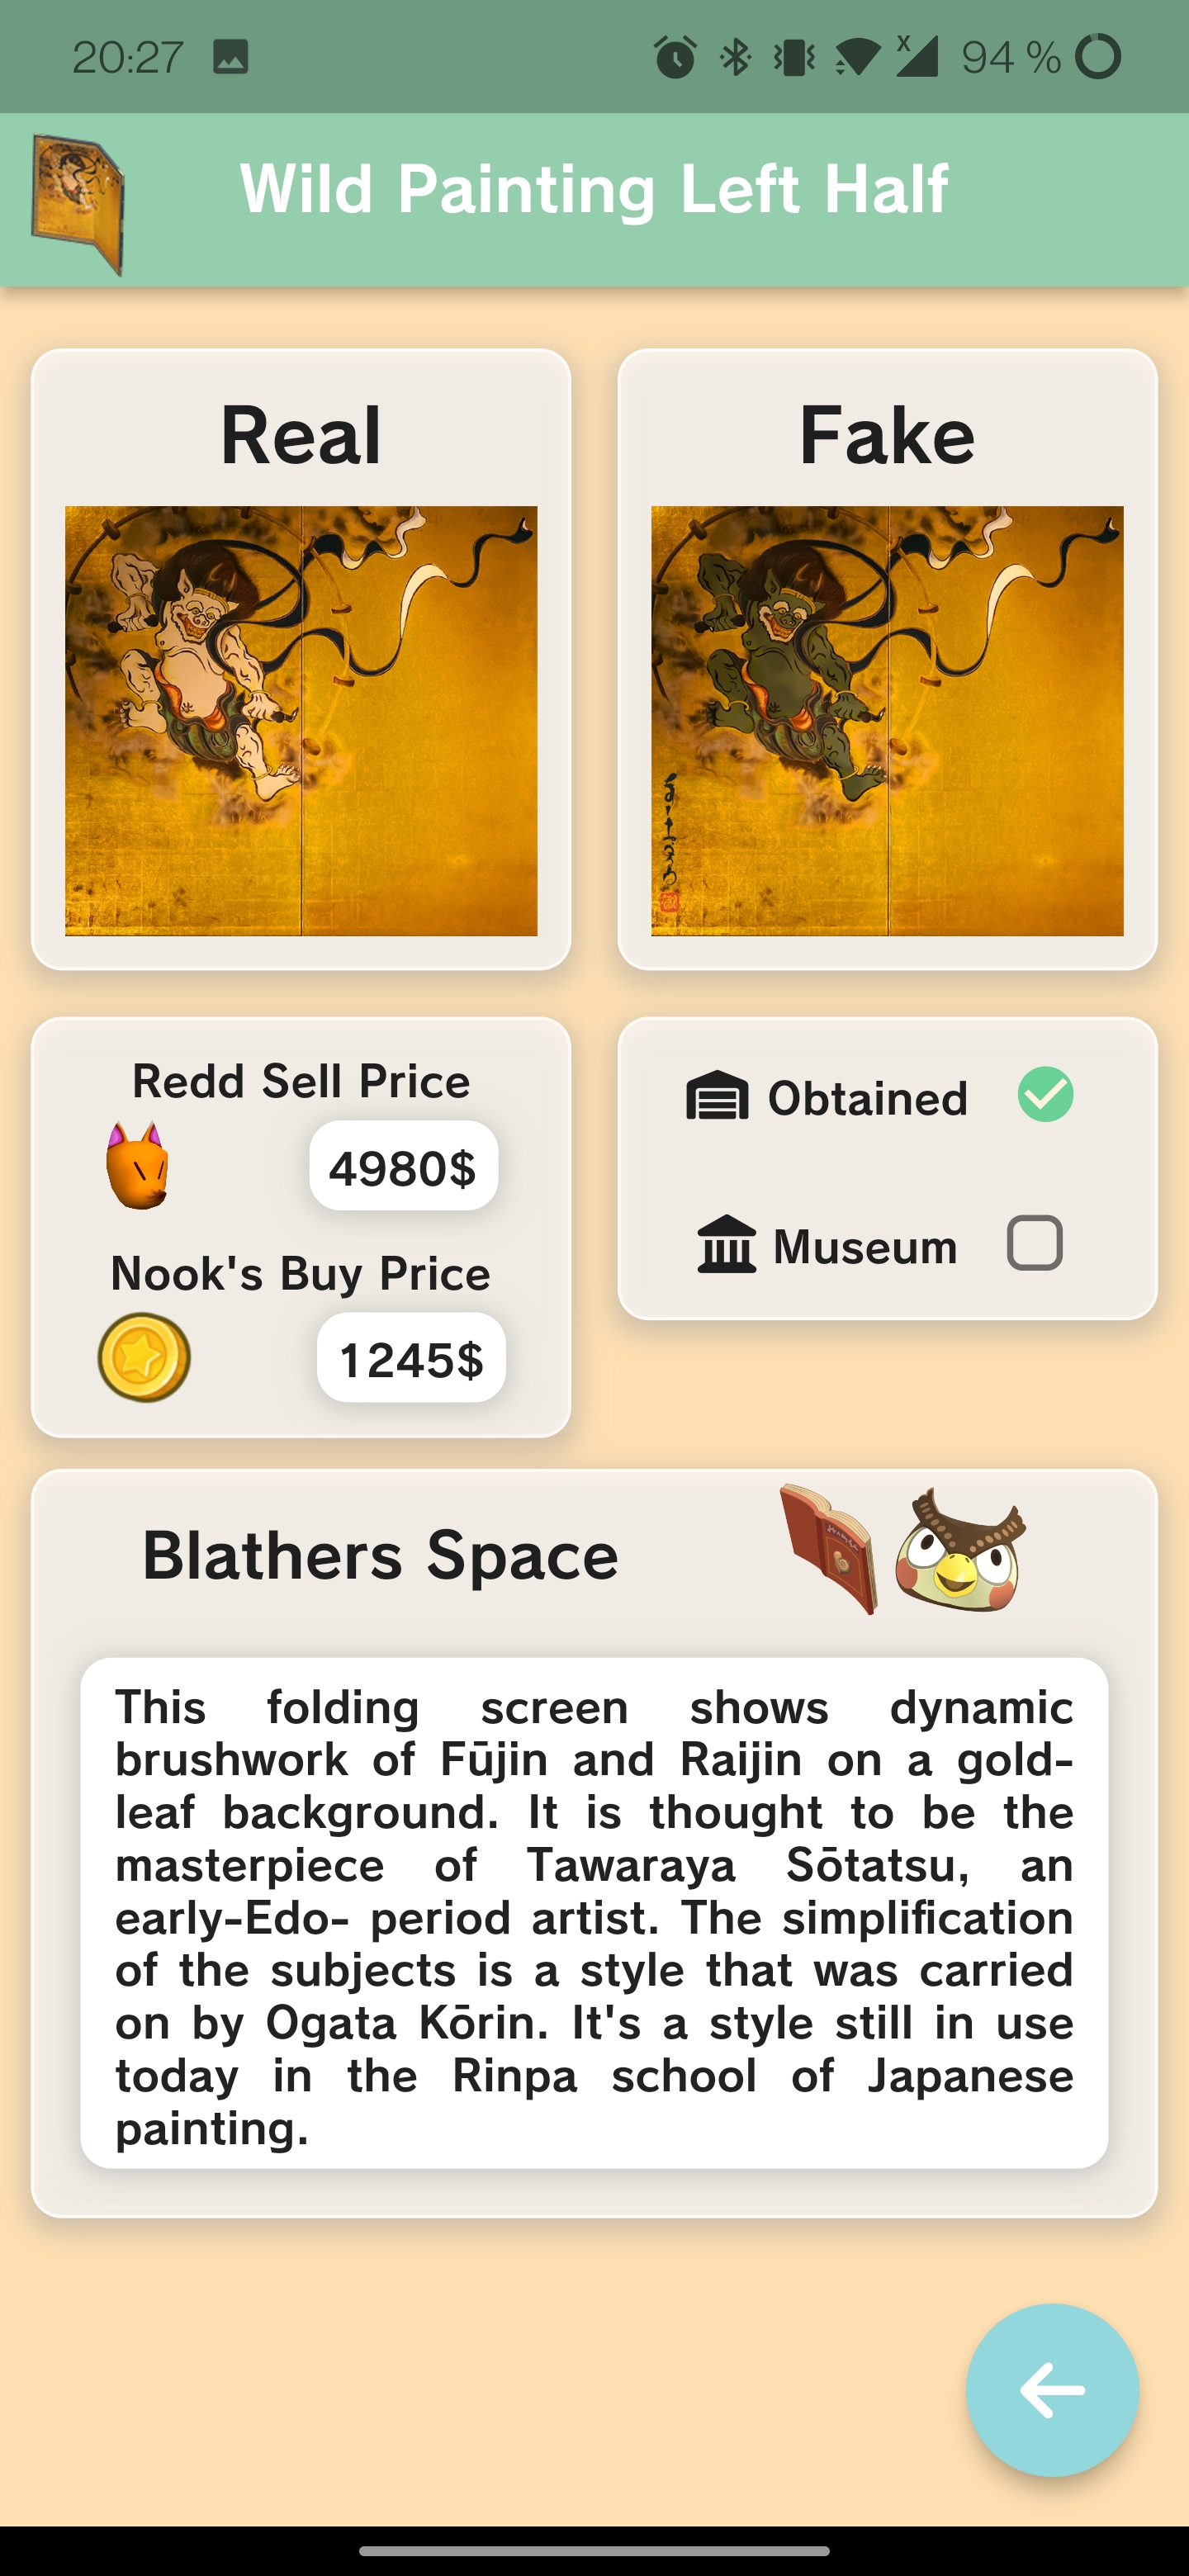 20:27
94 %
Wild Painting Left Half
Real
Fake
Redd Sell Price
4980$
Nook's Buy Price
1245$
Obtained
Museum
Blathers Space
This folding screen shows dynamic
brushwork of Fūjin and Raijin on a gold-
leaf background. It is thought to be the
masterpiece of Tawaraya Sōtatsu, an
early-Edo- period artist. The simplification
of the subjects is a style that was carried
on by Ogata Kōrin. It's a style still in use
today in the Rinpa school of Japanese
painting.